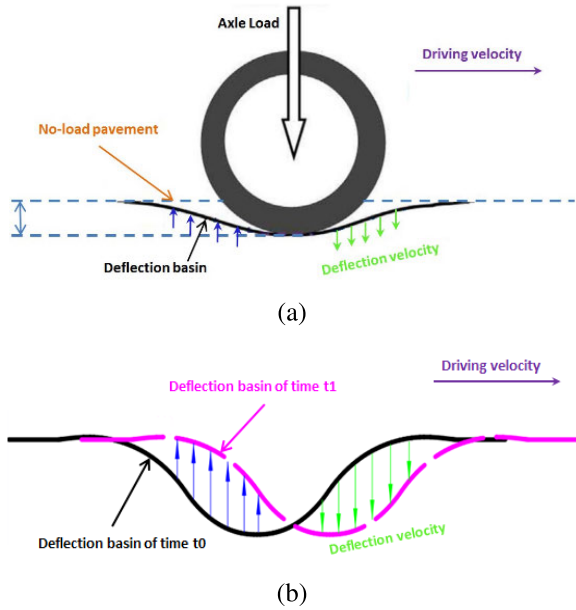 Axle Load
Driving velocity
No-load pavement
Deflection basin
Deflection velocity
(a)
Driving velocity
Deflection basin of time t1
Deflection basin of time t0
Deflection velocity
(b)